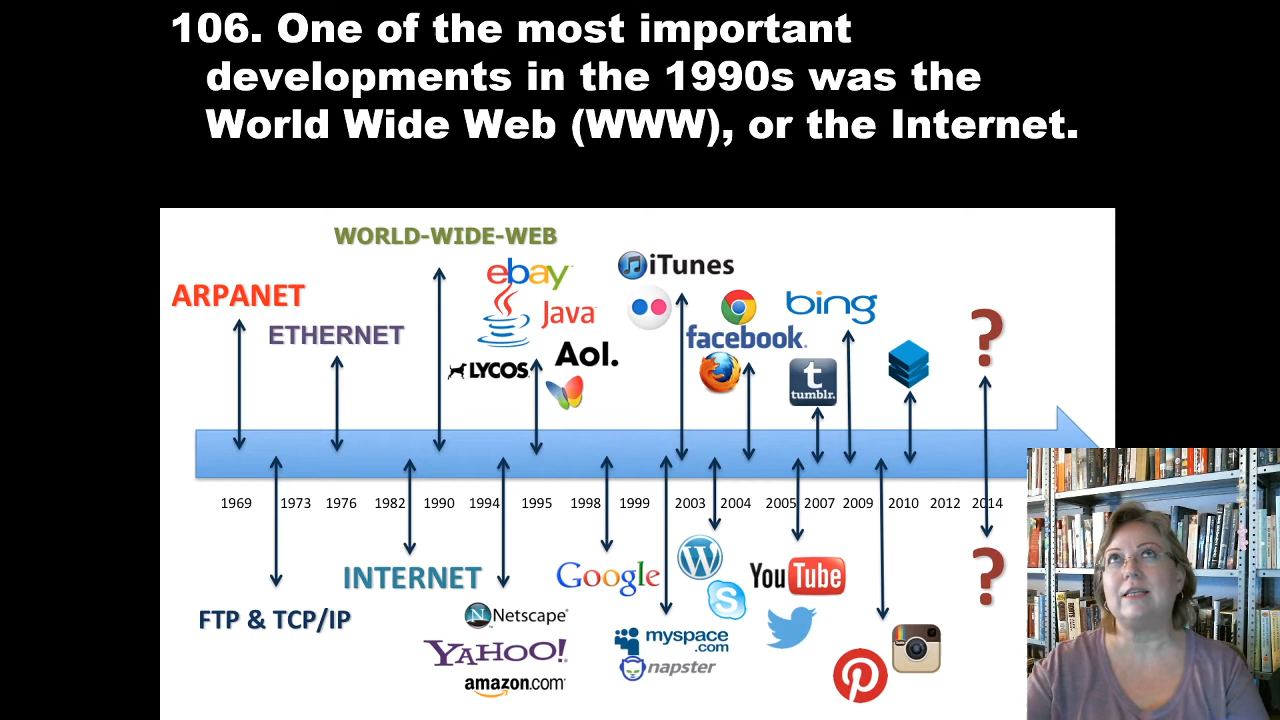 106. One of the most important
developments in the 1990s was the
World Wide Web (WWW), or the Internet.
WORLD-WIDE-WEB
ebay
iTunes
ARPANET
Java
bing
ETHERNET
facebook.
Aol.
LYCOS
t
tumblr.
?
1969 1973 1976 1982 1990 1994 1995 1998 1999 2003 2004 2005 2007 2009 2010 2012 2014
INTERNET
Google
W
YouTube
?
FTP & TCP/IP
N Netscape
S
myspace
.com
YAHOO!
napster
amazon.com